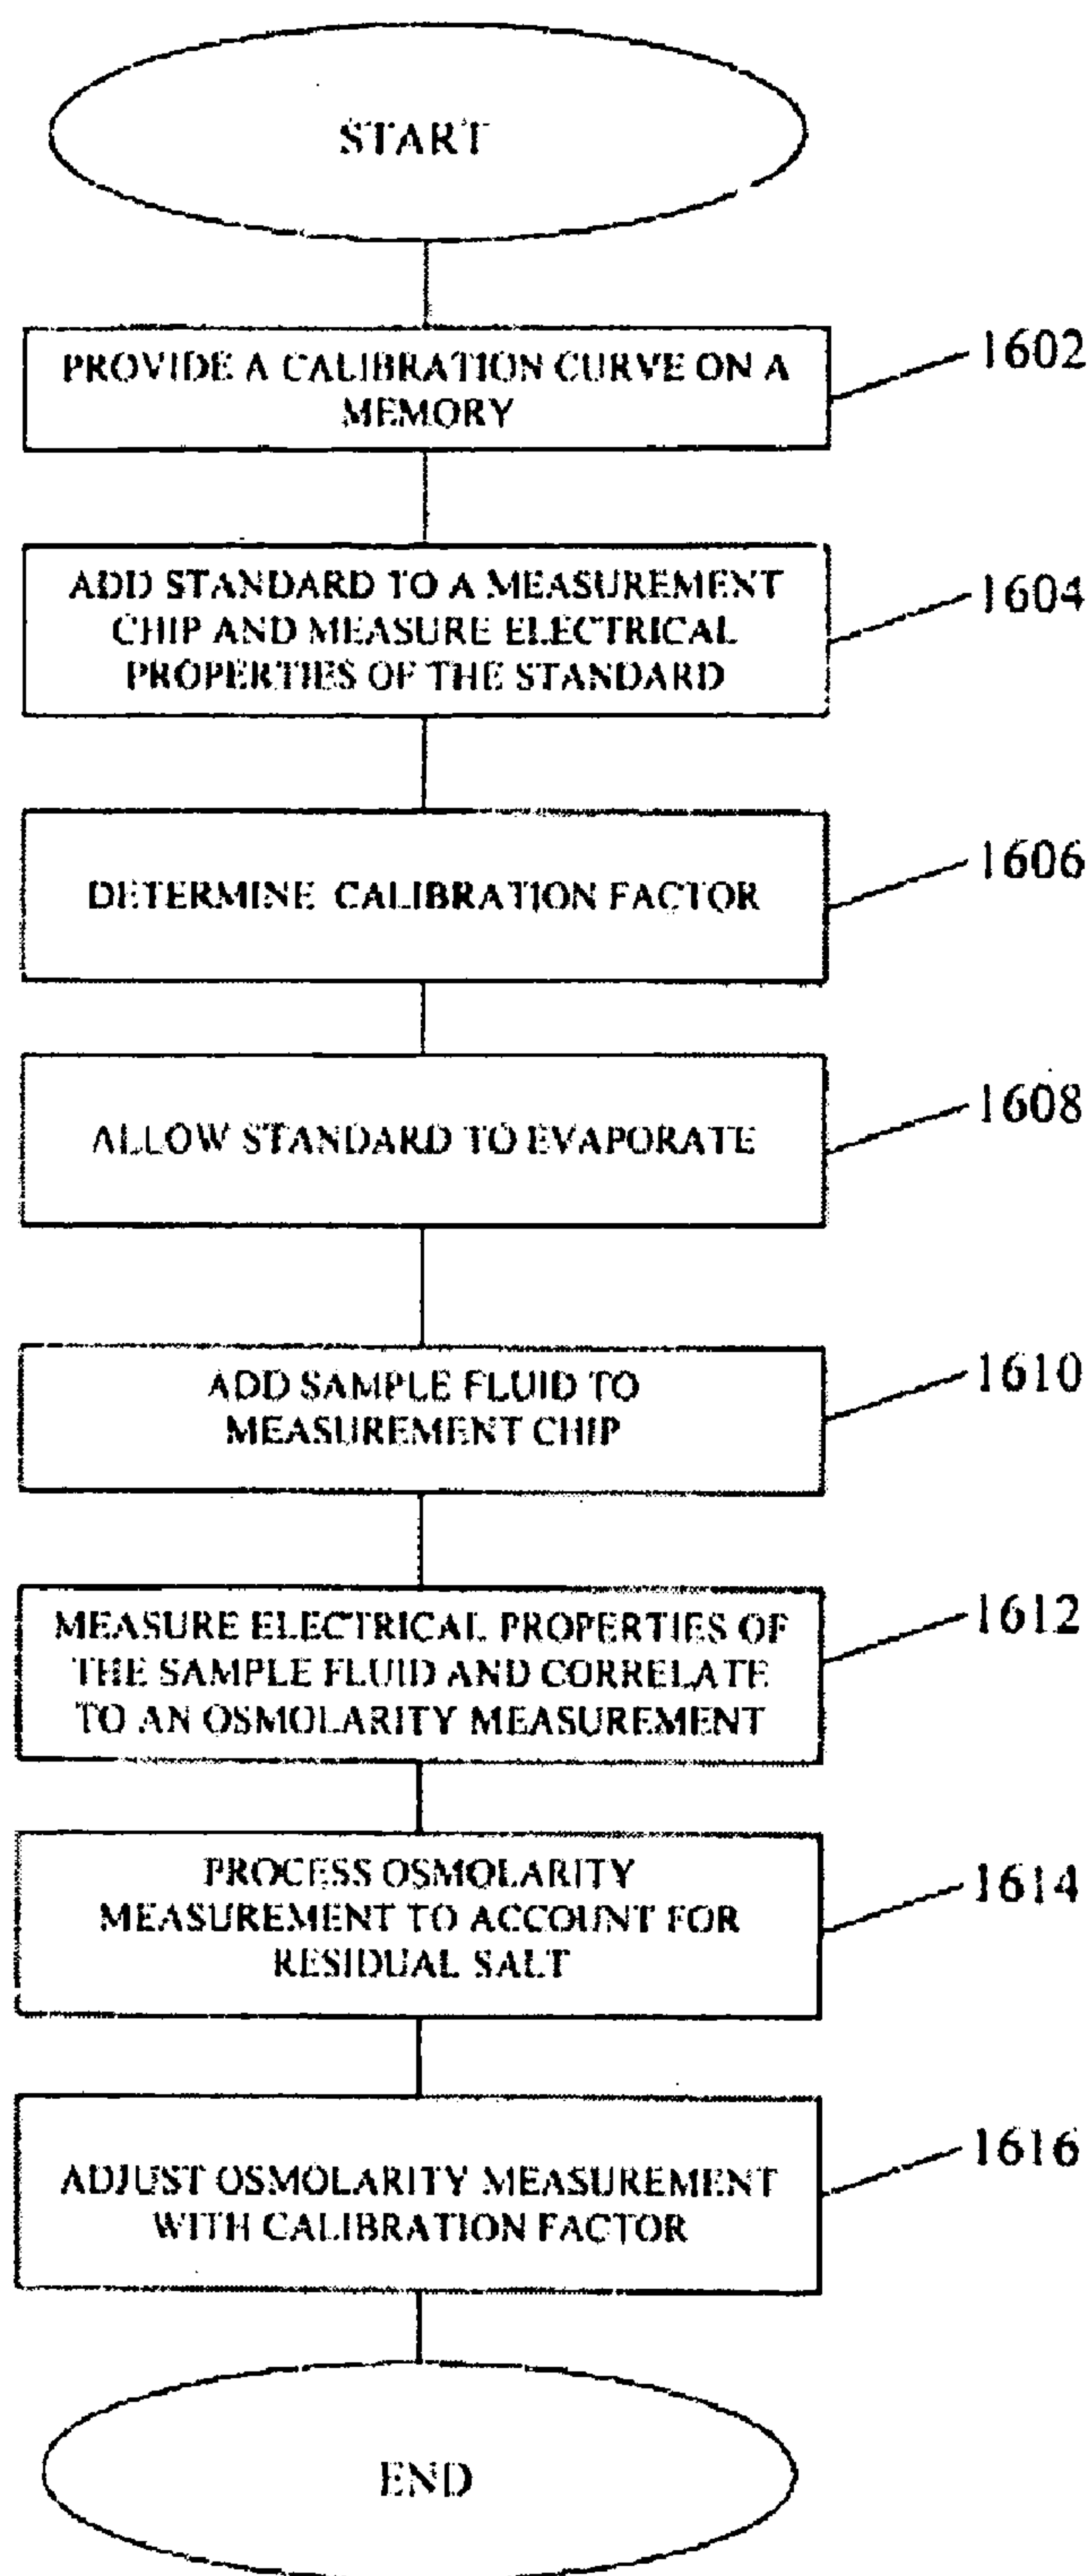 START
PROVIDE A CALIBRATION CURVE ON A
MEMORY
1602
ADD STANDARD TO A MEASUREMENT
CHIP AND MEASURE ELECTRICAL
PROPERTIES OF THE STANDARD
1604
DETERMINE CALIBRATION FACTOR
1606
ALLOW STANDARD TO EVAPORATE
1608
ADD SAMPLE FLUID TO
MEASUREMENT CHIP
1610
MEASURE ELECTRICAL PROPERTIES OF
THE SAMPLE FLUID AND CORRELATE
TO AN OSMOLARITY MEASUREMENT
1612
PROCESS OSMOLARITY
MEASUREMENT TO ACCOUNT FOR
RESIDUAL SALT
1614
ADJUST OSMOLARITY MEASUREMENT
WITH CALIBRATION FACTOR
1616
END